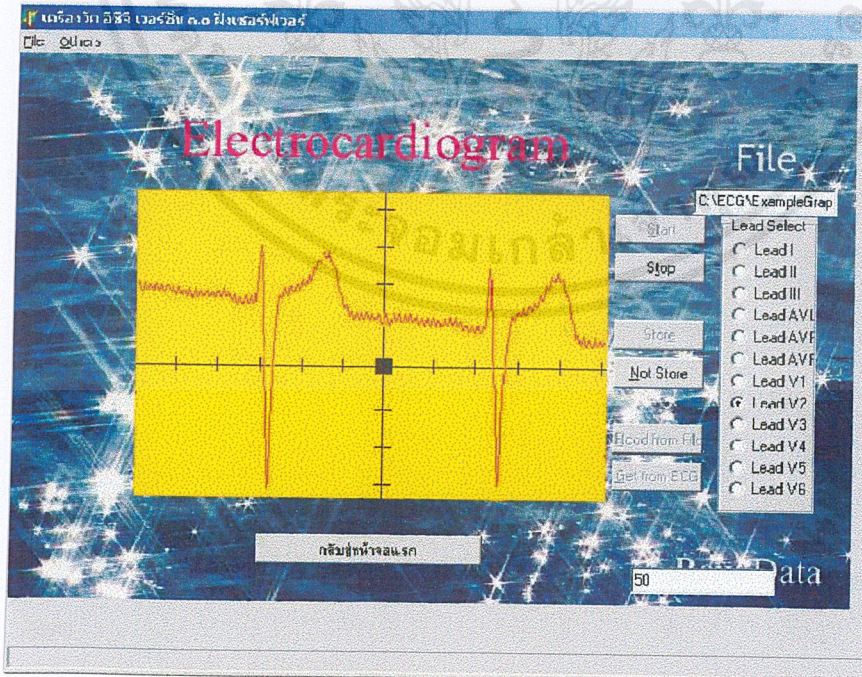 เครื่องวัด อีซีจี เวอร์ชั่น ๓.๐ ฝั่งเซอร์ฟเวอร์
File Others
Electrocardiogram
File
C:\ECG\ExampleGrap
Start
Stop
Store
Not Store
Read from File
Get from ECG
Lead Select
Lead I
Lead II
Lead III
Lead AVL
Lead AVF
Lead AVF
Lead V1
Lead V2
Lead V3
Lead V4
Lead V5
Lead V6
กลับสู่หน้าจอแรก
50
Data